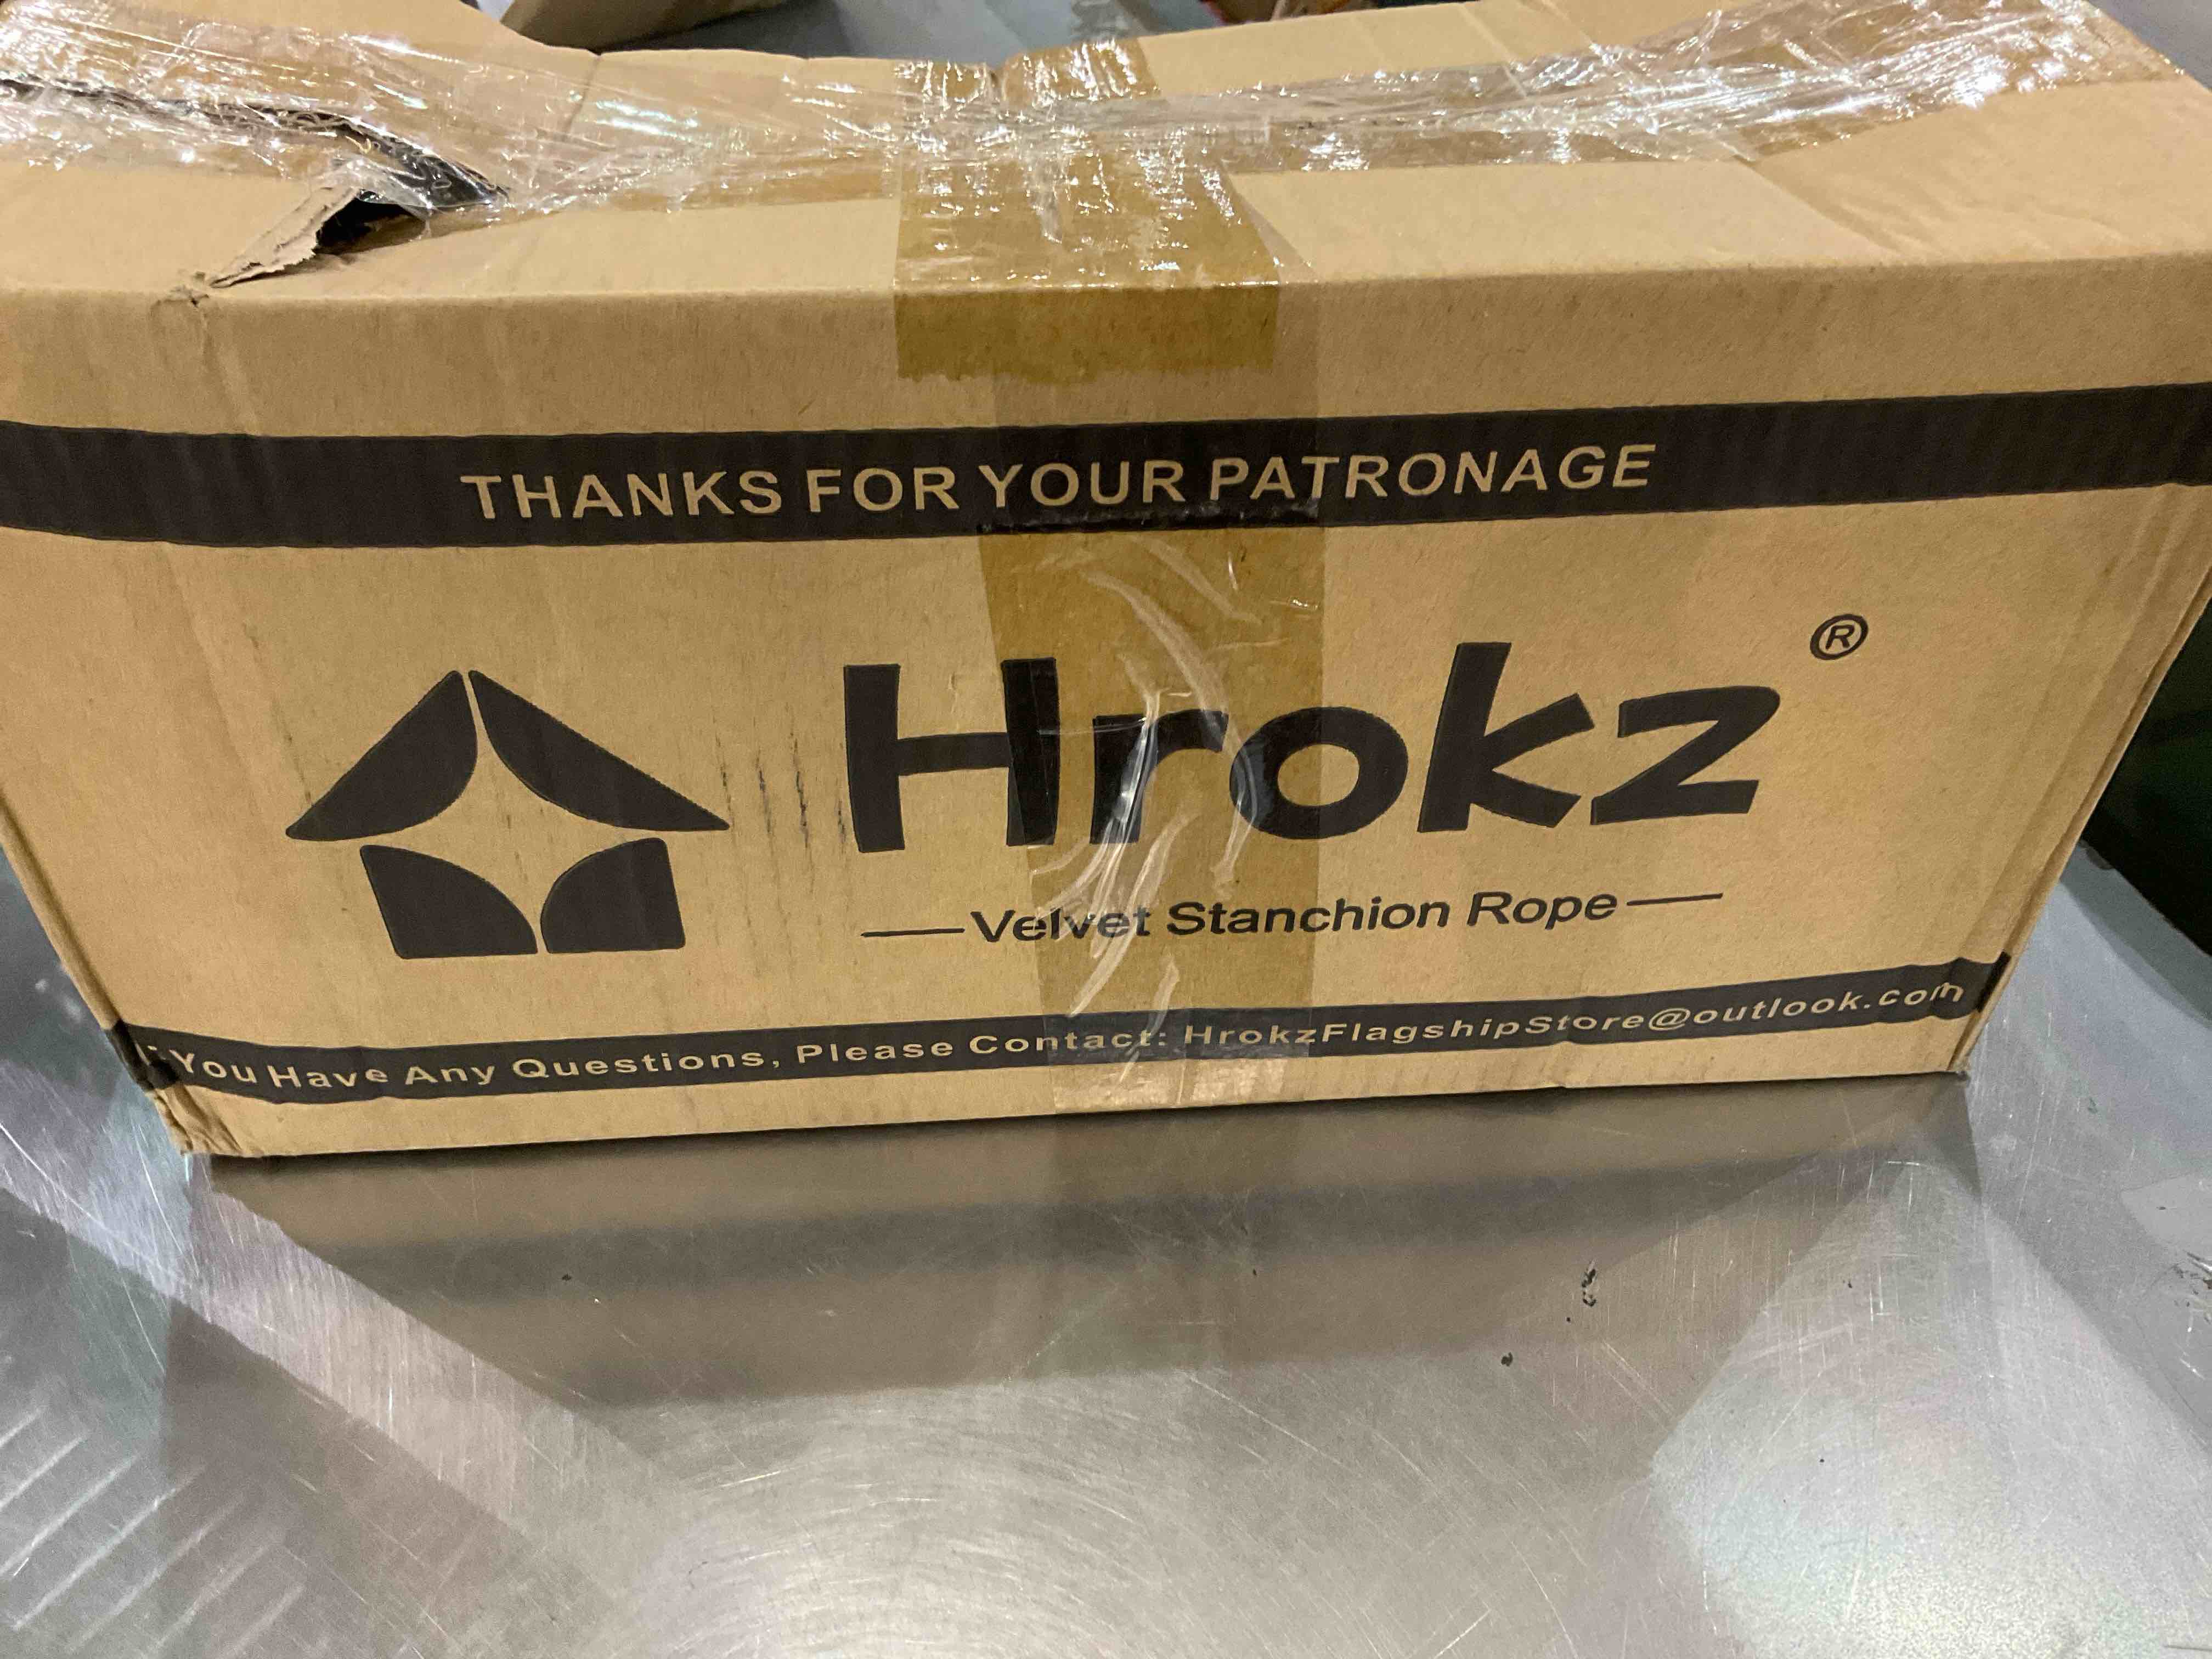 THANKS FOR YOUR PATRONAGE
Hrokz®
Velvet Stanchion Rope
You Have Any Questions, Please Contact: HrokzFlagshipStore@outlook.com